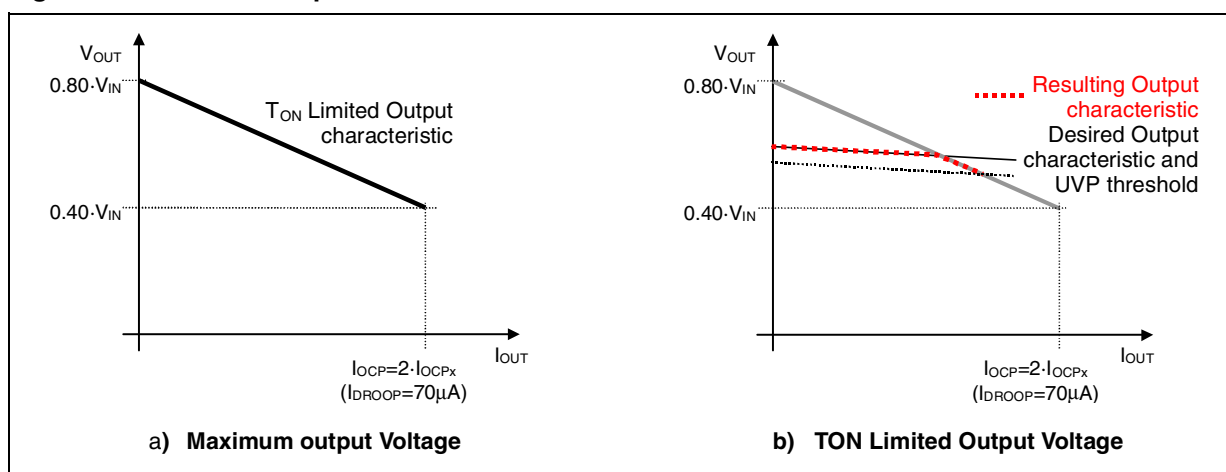 VOUT
0.80·VIN
TON Limited Output
characteristic
0.40·VIN
IOUT
IOCP=2·IOCPx
(IDROOP=70µA)
a) Maximum output Voltage
VOUT
0.80·VIN
Resulting Output
characteristic
Desired Output
characteristic and
UVP threshold
0.40·VIN
IOUT
IOCP=2·IOCPx
(IDROOP=70µA)
b) TON Limited Output Voltage